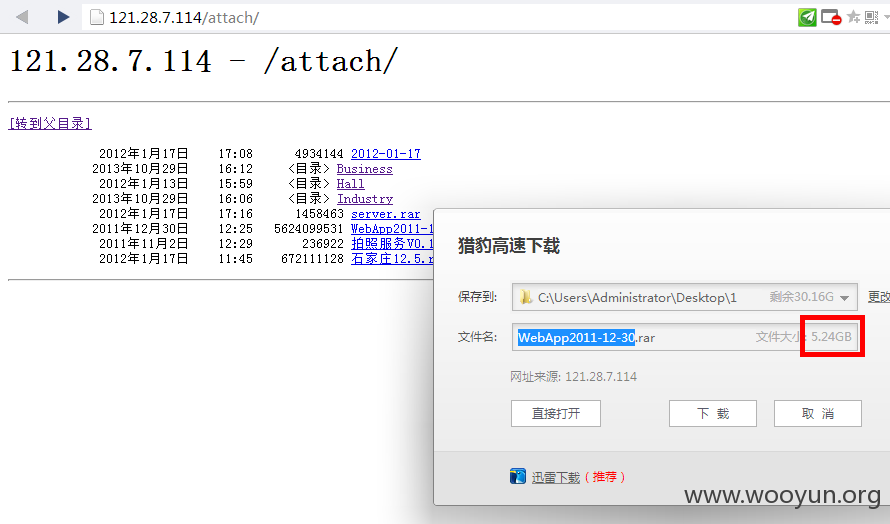 121.28.7.114/attach/
121.28.7.114 - /attach/
[转到父目录]
2012年1月17日 17:08 4934144 2012-01-17
2013年10月29日 16:12 <目录> Business
2012年1月13日 15:59 <目录> Hall
2013年10月29日 16:06 <目录> Industry
2012年1月17日 17:16 1458463 server.rar
2011年12月30日 12:25 5624099531 WebApp2011-1
2011年11月2日 12:29 236922 拍照服务V0.1
2012年1月17日 11:45 672111128 石家庄12.5.r
猎豹高速下载
保存到: C:\Users\Administrator\Desktop\1 剩余30.16G 更改
文件名: WebApp2011-12-30.rar 文件大小: 5.24GB
网址来源: 121.28.7.114
直接打开 下 载 取 消
迅雷下载 (推荐)
www.wooyun.org